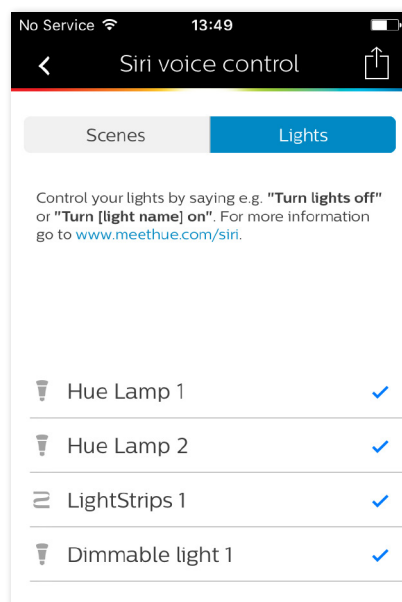 No Service 13:49
Siri voice control
Scenes Lights
Control your lights by saying e.g. "Turn lights off"
or "Turn [light name] on". For more information
go to www.meethue.com/siri.
Hue Lamp 1
Hue Lamp 2
LightStrips 1
Dimmable light 1